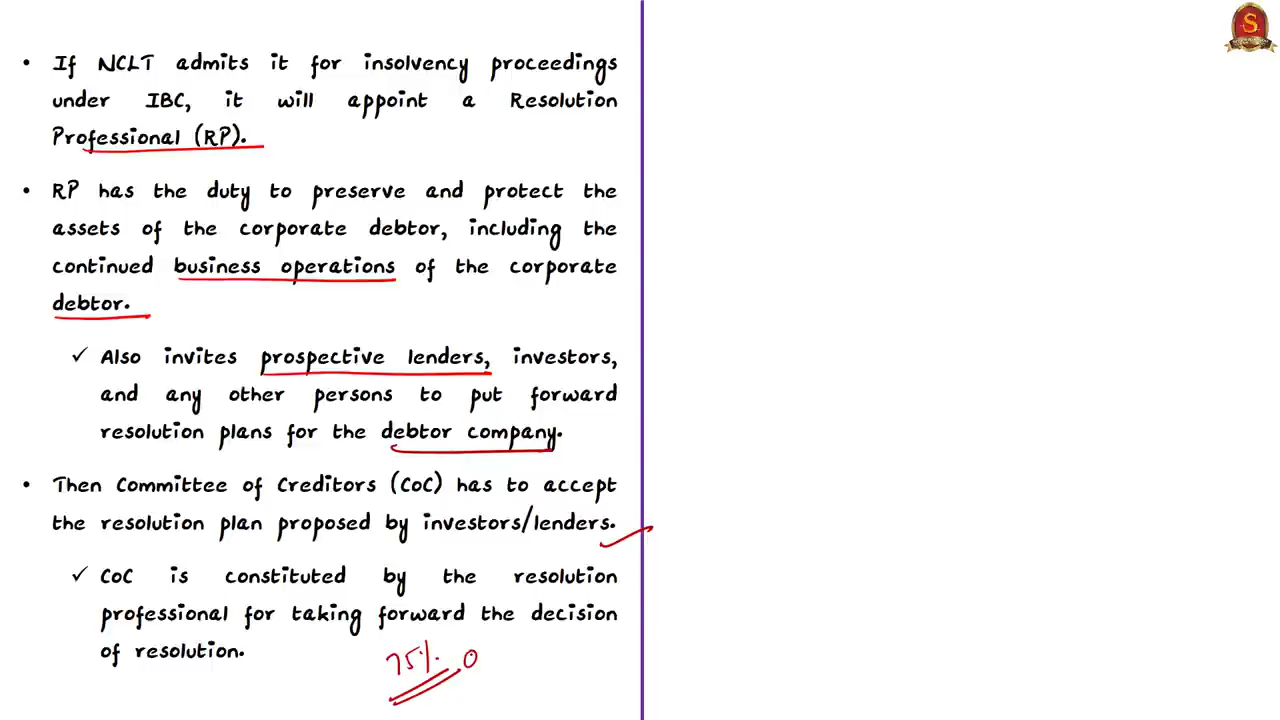 • If NCLT admits it for insolvency proceedings
under IBC, it will appoint a Resolution
Professional (RP).
• RP has the duty to preserve and protect the
assets of the corporate debtor, including the
continued business operations of the corporate
debtor.
✓ Also invites prospective lenders, investors,
and any other persons to put forward
resolution plans for the debtor company.
• Then Committee of Creditors (CoC) has to accept
the resolution plan proposed by investors/lenders.
✓ CoC is constituted by the resolution
professional for taking forward the decision
of resolution.
75% 0
S